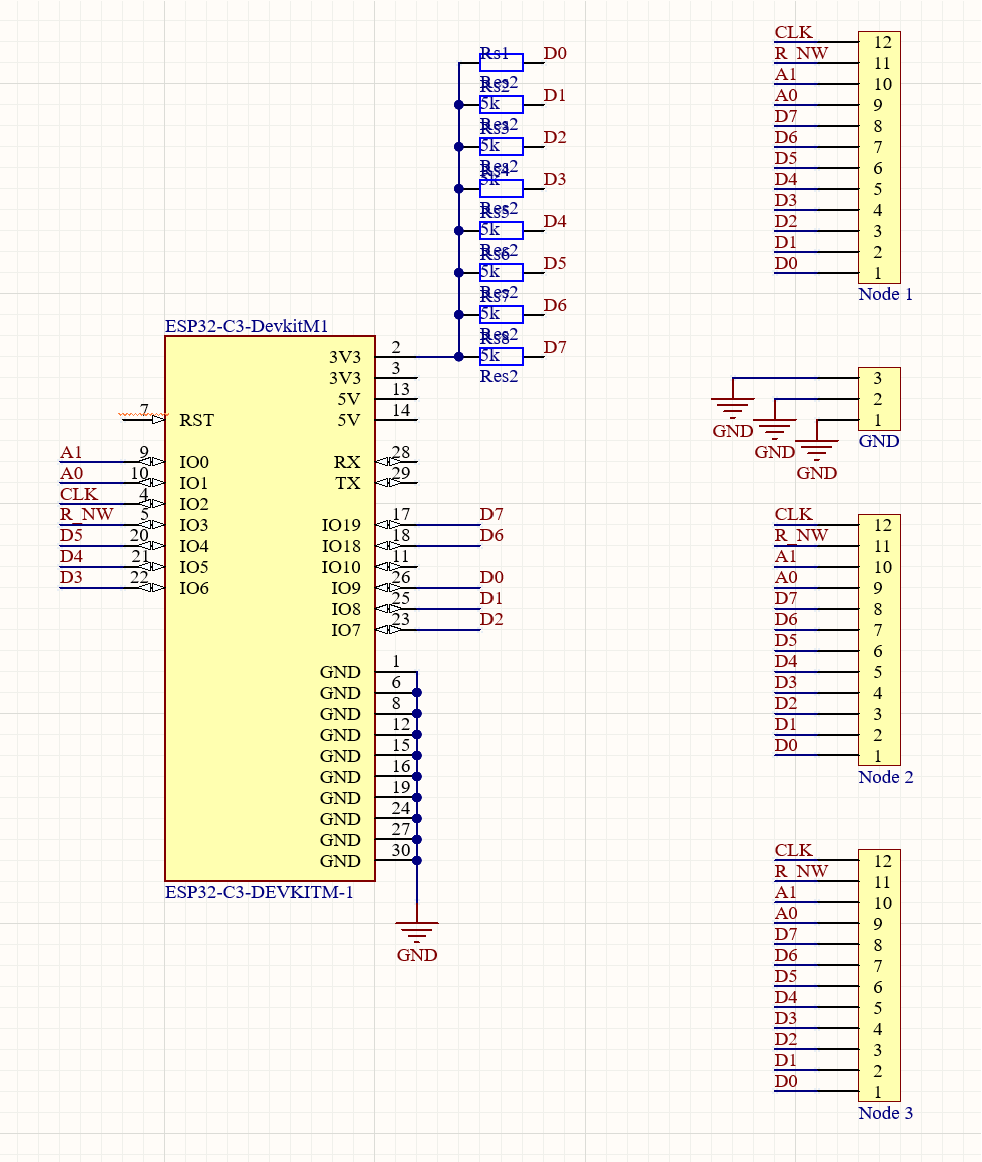 ESP32-C3-DevkitM1
7 RST
A1 9 IO0
A0 10 IO1
CLK 4 IO2
R_NW 5 IO3
D5 20 IO4
D4 21 IO5
D3 22 IO6
3V3 2
3V3 3
5V 13
5V 14
RX 28
TX 29
IO19 17 D7
IO18 18 D6
IO10 11
IO9 26 D0
IO8 25 D1
IO7 23 D2
GND 1
GND 6
GND 8
GND 12
GND 15
GND 16
GND 19
GND 24
GND 27
GND 30
ESP32-C3-DEVKITM-1
GND
Rs1 D0
Res2
Rs2
5k D1
Res2
Rs3
5k D2
Res2
Rs4
5k D3
Res2
Rs5
5k D4
Res2
Rs6
5k D5
Res2
Rs7
5k D6
Res2
Rs8
5k D7
Res2
CLK 12
R_NW 11
A1 10
A0 9
D7 8
D6 7
D5 6
D4 5
D3 4
D2 3
D1 2
D0 1
Node 1
3
2
1
GND
GND
GND
GND
CLK 12
R_NW 11
A1 10
A0 9
D7 8
D6 7
D5 6
D4 5
D3 4
D2 3
D1 2
D0 1
Node 2
CLK 12
R_NW 11
A1 10
A0 9
D7 8
D6 7
D5 6
D4 5
D3 4
D2 3
D1 2
D0 1
Node 3